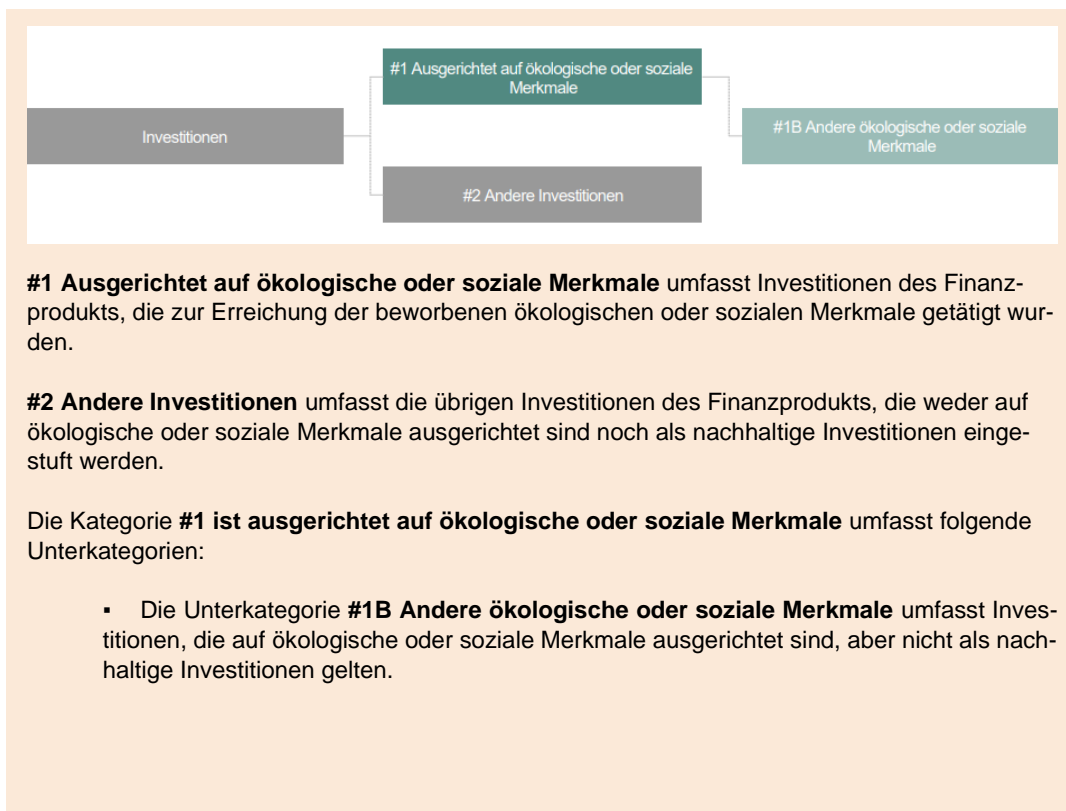 #1 Ausgerichtet auf ökologische oder soziale
Merkmale
Investitionen
#1B Andere ökologische oder soziale
Merkmale
#2 Andere Investitionen
#1 Ausgerichtet auf ökologische oder soziale Merkmale umfasst Investitionen des Finanz-
produkts, die zur Erreichung der beworbenen ökologischen oder sozialen Merkmale getätigt wur-
den.
#2 Andere Investitionen umfasst die übrigen Investitionen des Finanzprodukts, die weder auf
ökologische oder soziale Merkmale ausgerichtet sind noch als nachhaltige Investitionen einge-
stuft werden.
Die Kategorie #1 ist ausgerichtet auf ökologische oder soziale Merkmale umfasst folgende
Unterkategorien:
▪ Die Unterkategorie #1B Andere ökologische oder soziale Merkmale umfasst Inves-
titionen, die auf ökologische oder soziale Merkmale ausgerichtet sind, aber nicht als nach-
haltige Investitionen gelten.